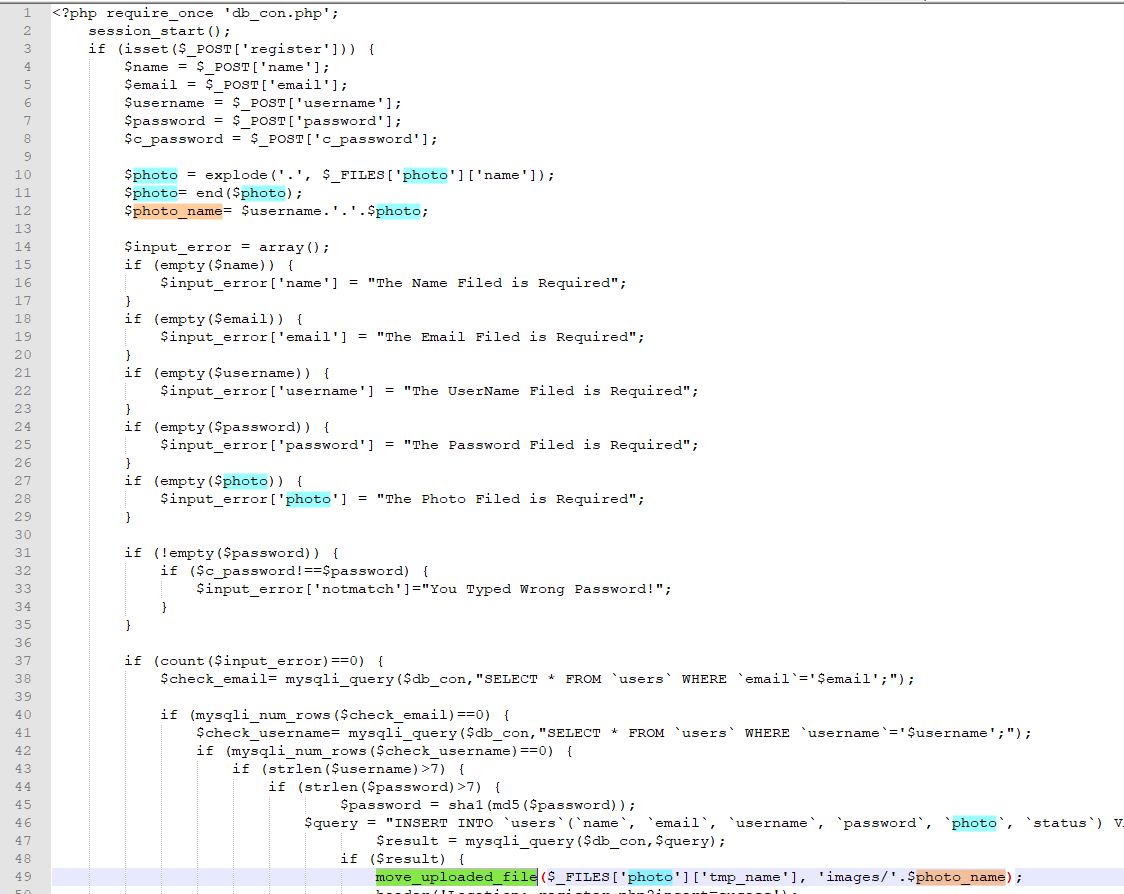 1 <?php require_once 'db_con.php';
2 session_start();
3 if (isset($_POST['register'])) {
4 $name = $_POST['name'];
5 $email = $_POST['email'];
6 $username = $_POST['username'];
7 $password = $_POST['password'];
8 $c_password = $_POST['c_password'];
9
10 $photo = explode('.', $_FILES['photo']['name']);
11 $photo= end($photo);
12 $photo_name= $username.'.'.$photo;
13
14 $input_error = array();
15 if (empty($name)) {
16 $input_error['name'] = "The Name Filed is Required";
17 }
18 if (empty($email)) {
19 $input_error['email'] = "The Email Filed is Required";
20 }
21 if (empty($username)) {
22 $input_error['username'] = "The UserName Filed is Required";
23 }
24 if (empty($password)) {
25 $input_error['password'] = "The Password Filed is Required";
26 }
27 if (empty($photo)) {
28 $input_error['photo'] = "The Photo Filed is Required";
29 }
30
31 if (!empty($password)) {
32 if ($c_password!==$password) {
33 $input_error['notmatch']="You Typed Wrong Password!";
34 }
35 }
36
37 if (count($input_error)==0) {
38 $check_email= mysqli_query($db_con,"SELECT * FROM `users` WHERE `email`='$email';");
39
40 if (mysqli_num_rows($check_email)==0) {
41 $check_username= mysqli_query($db_con,"SELECT * FROM `users` WHERE `username`='$username';");
42 if (mysqli_num_rows($check_username)==0) {
43 if (strlen($username)>7) {
44 if (strlen($password)>7) {
45 $password = sha1(md5($password));
46 $query = "INSERT INTO `users`(`name`, `email`, `username`, `password`, `photo`, `status`)
47 $result = mysqli_query($db_con,$query);
48 if ($result) {
49 move_uploaded_file($_FILES['photo']['tmp_name'], 'images/'.$photo_name);